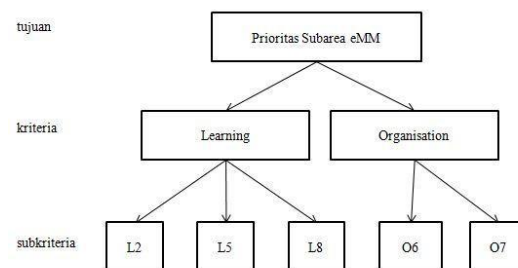 tujuan
Prioritas Subarea eMM
kriteria
Learning
Organisation
subkriteria
L2
L5
L8
O6
O7